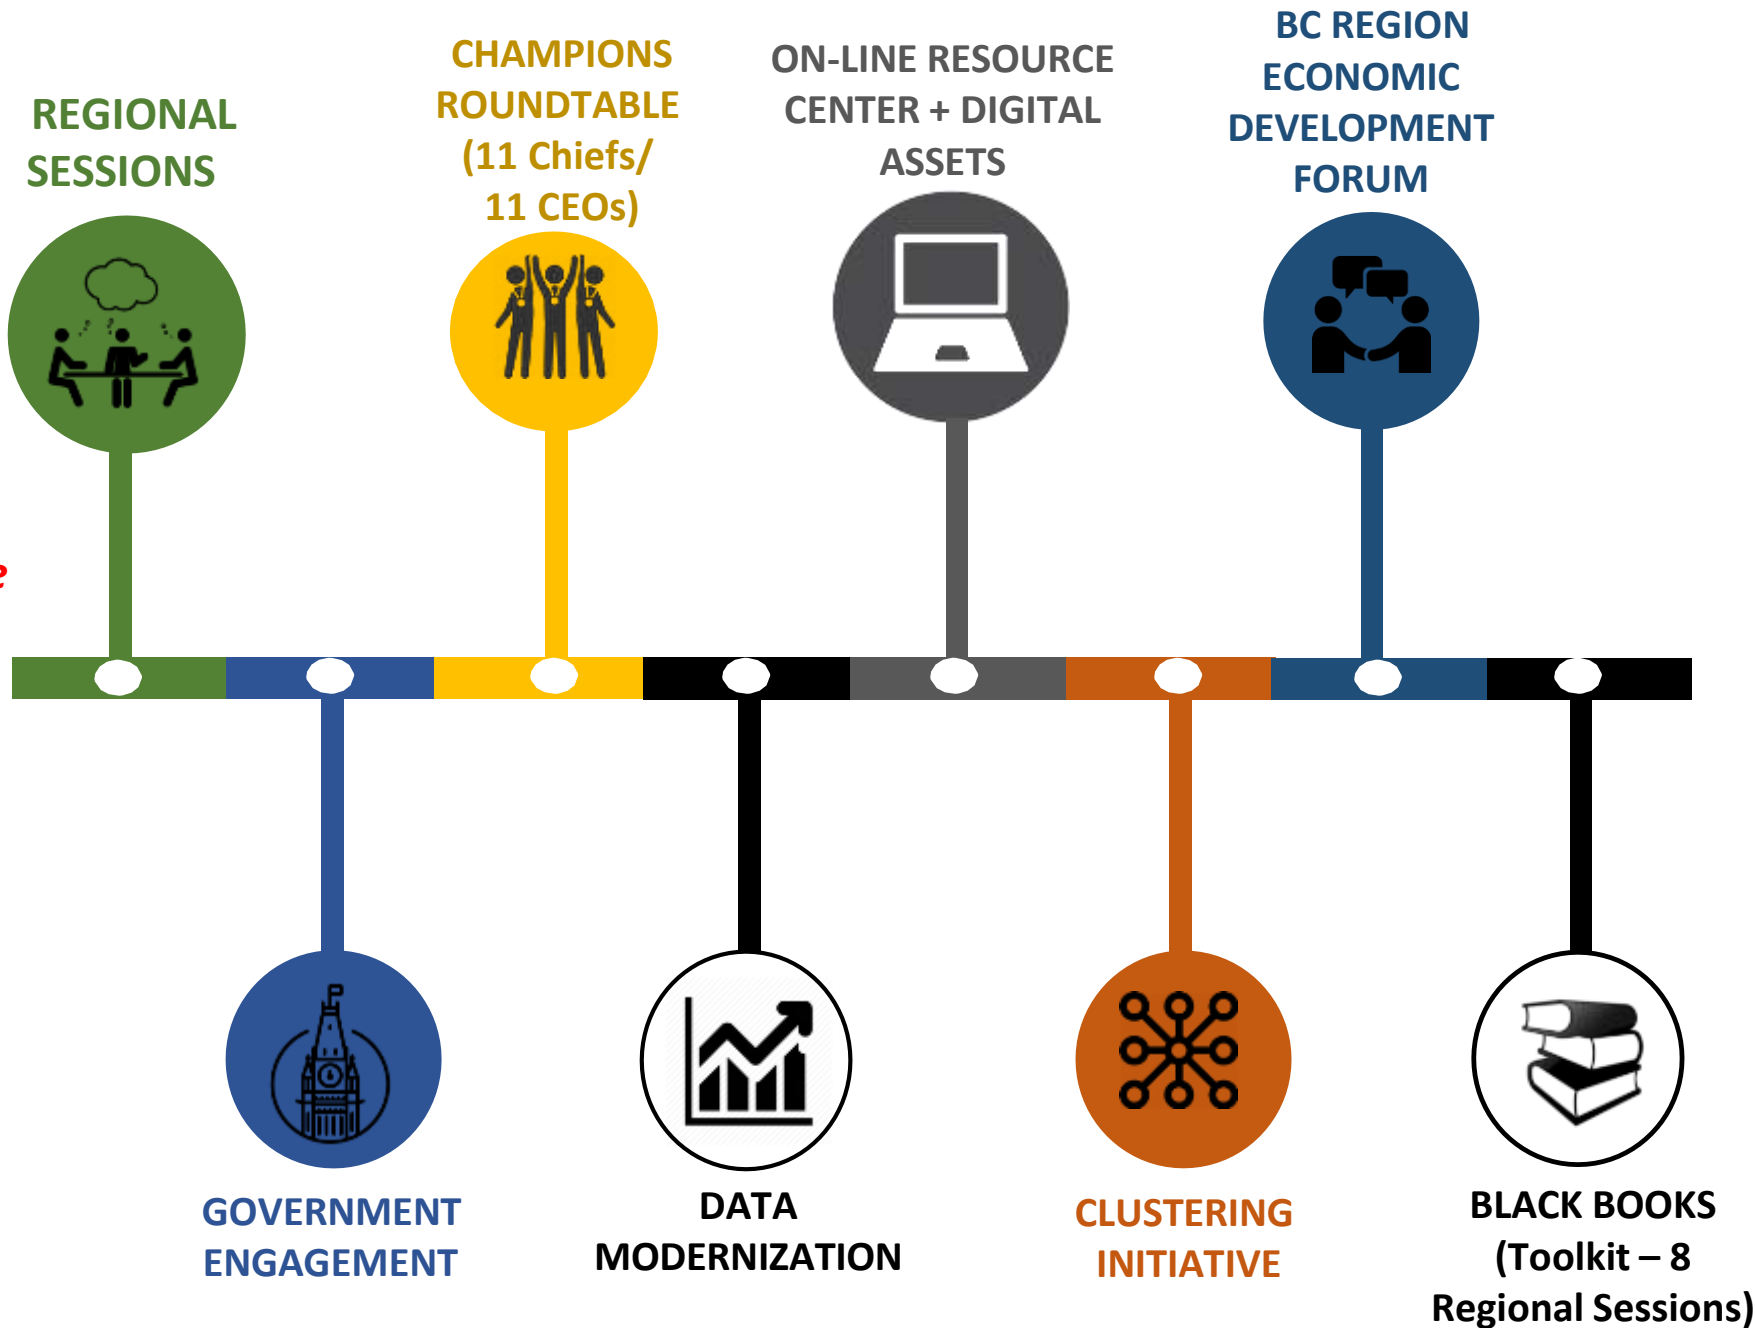 REGIONAL
SESSIONS
CHAMPIONS
ROUNDTABLE
(11 Chiefs/
11 CEOs)
ON-LINE RESOURCE
CENTER + DIGITAL
ASSETS
BC REGION
ECONOMIC
DEVELOPMENT
FORUM
GOVERNMENT
ENGAGEMENT
DATA
MODERNIZATION
CLUSTERING
INITIATIVE
BLACK BOOKS
(Toolkit – 8
Regional Sessions)